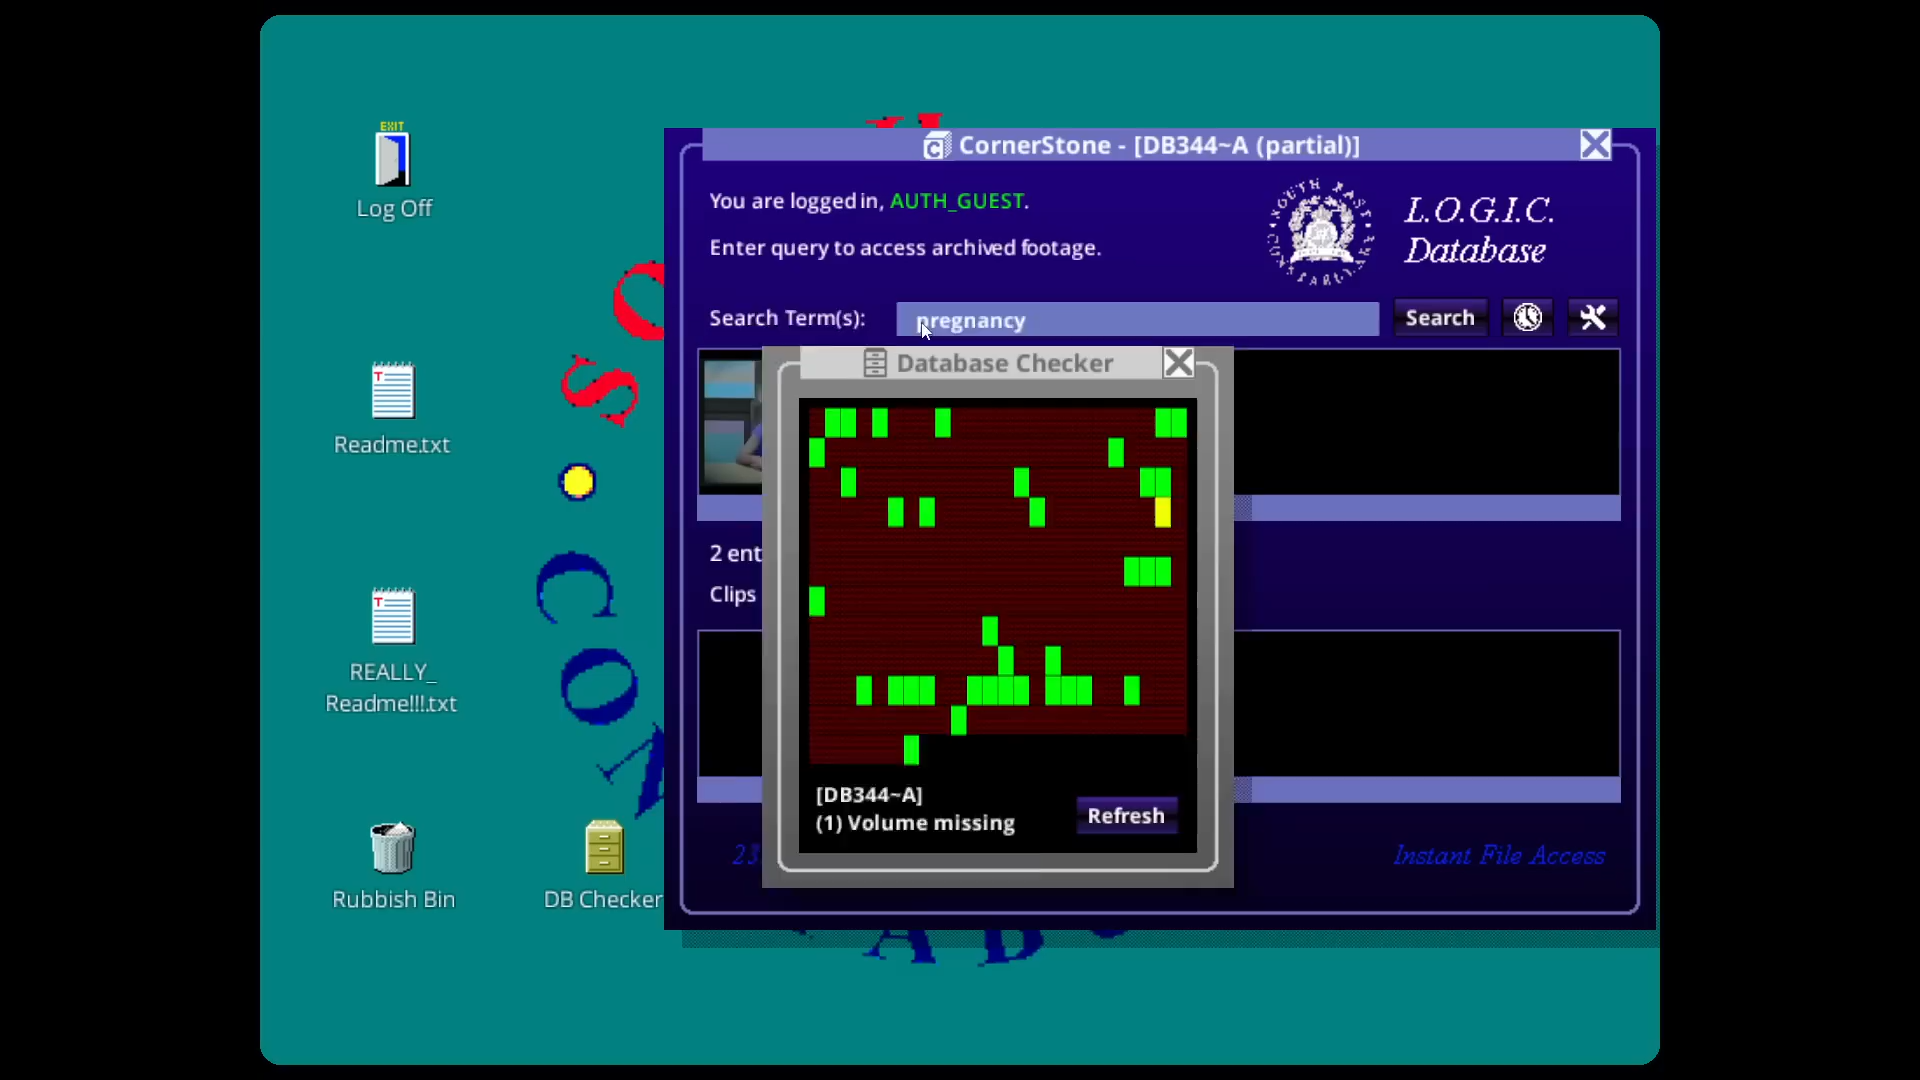 EXIT
Log Off
Readme.txt
REALLY_
Readme!!!.txt
Rubbish Bin
DB Checker
CornerStone - [DB344~A (partial)]
You are logged in, AUTH_GUEST.
Enter query to access archived footage.
L.O.G.I.C.
Database
Search Term(s):
pregnancy
Search
Database Checker
2 ent
Clips
[DB344~A]
(1) Volume missing
Refresh
23
Instant File Access
S
C
O
N
A B